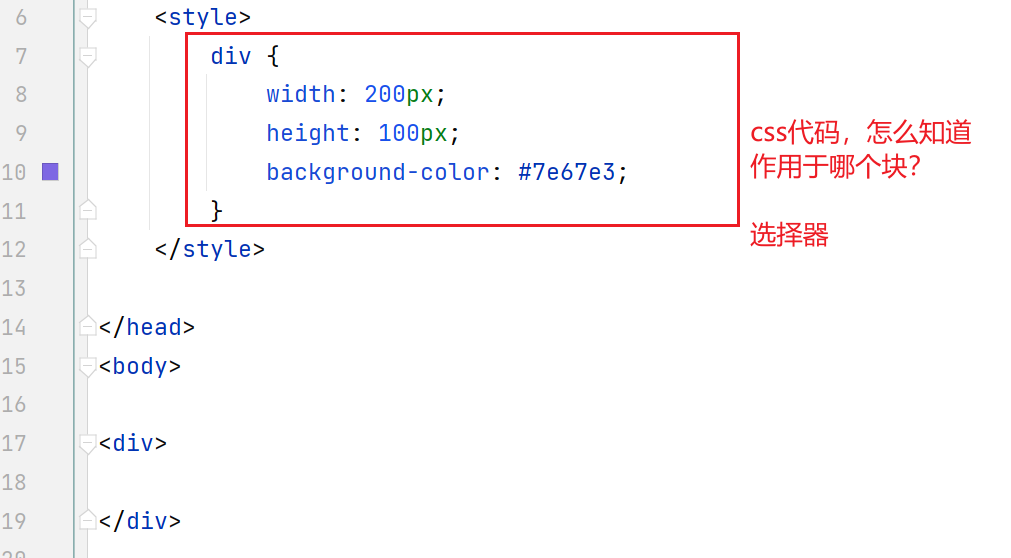 6 <style>
7 div {
8 width: 200px;
9 height: 100px;
css代码，怎么知道
作用于哪个块？
10 background-color: #7e67e3;
11 }
选择器
12 </style>
13
14 </head>
15 <body>
16
17 <div>
18
19 </div>
20